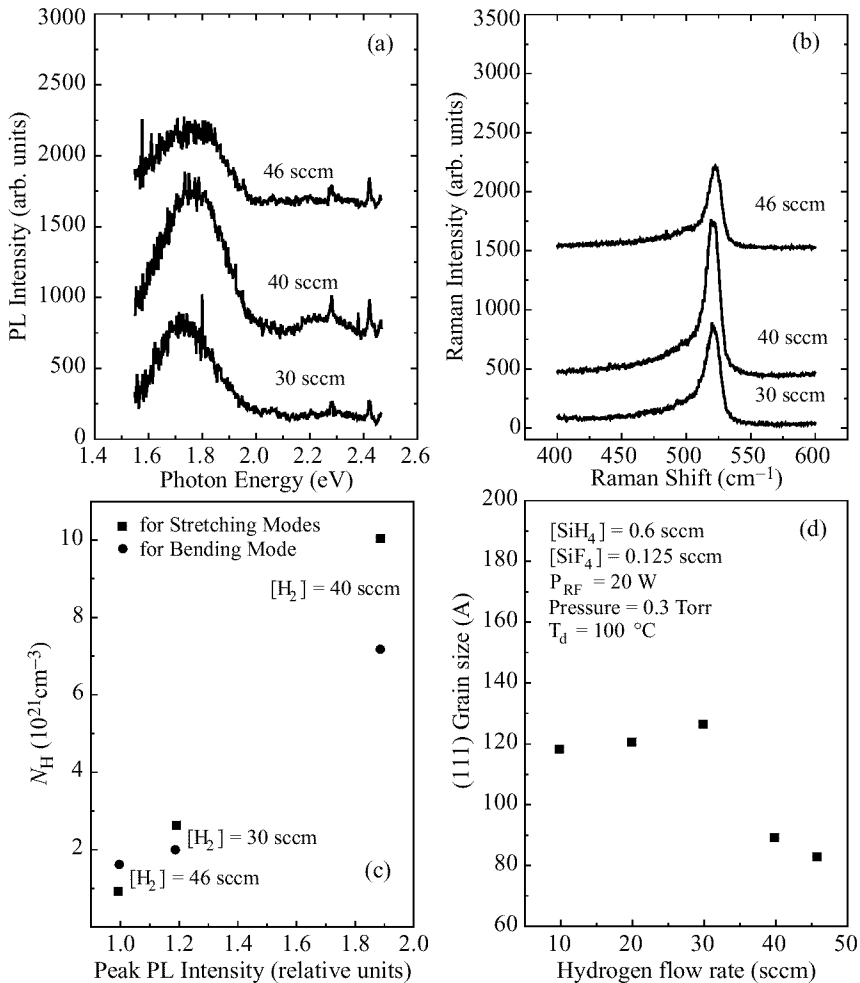 (a)
PL Intensity (arb. units)
3000
2500
2250
1750
1500
1000
750
250
0
46 sccm
40 sccm
30 sccm
1.4 1.6 1.8 2.0 2.2 2.4 2.6
Photon Energy (eV)
(b)
Raman Intensity (arb. units)
3500
3000
2500
2250
1500
1000
500
0
46 sccm
40 sccm
30 sccm
400 450 500 550 600
Raman Shift (cm⁻¹)
for Stretching Modes
for Bending Mode
N_H (10²¹cm⁻³)
10
8
6
4
2
[H₂] = 40 sccm
[H₂] = 30 sccm
[H₂] = 46 sccm
(c)
1.0 1.2 1.4 1.6 1.8 2.0
Peak PL Intensity (relative units)
(d)
(111) Grain size (A)
200
180
160
140
120
100
80
60
[SiH₄] = 0.6 sccm
[SiF₄] = 0.125 sccm
P_RF = 20 W
Pressure = 0.3 Torr
T_d = 100 °C
10 20 30 40 50
Hydrogen flow rate (sccm)